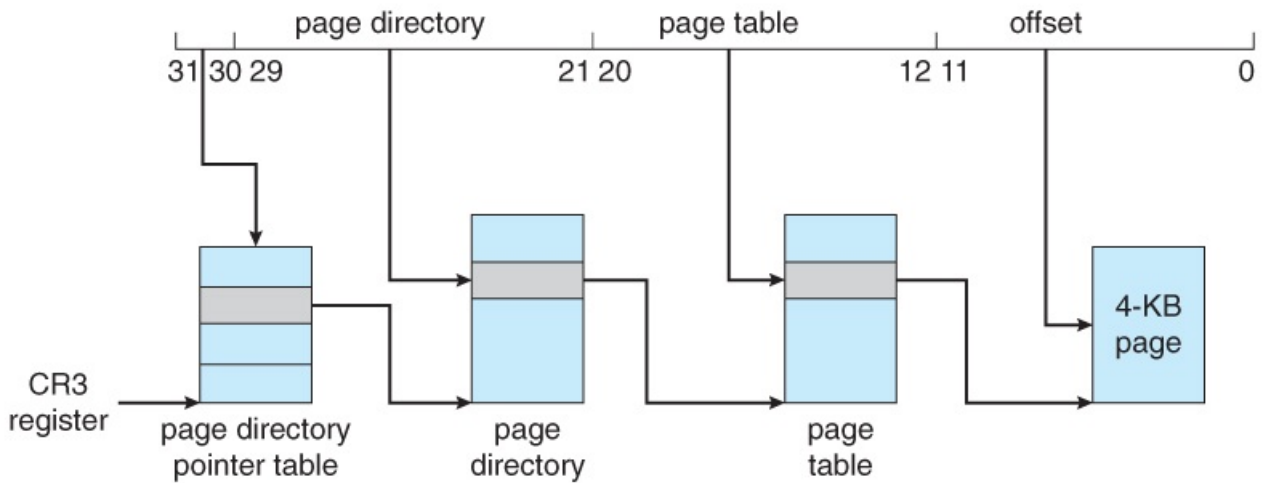 page directory page table offset
31 30 29 21 20 12 11 0
4-KB
page
CR3
register
page directory
pointer table
page
directory
page
table